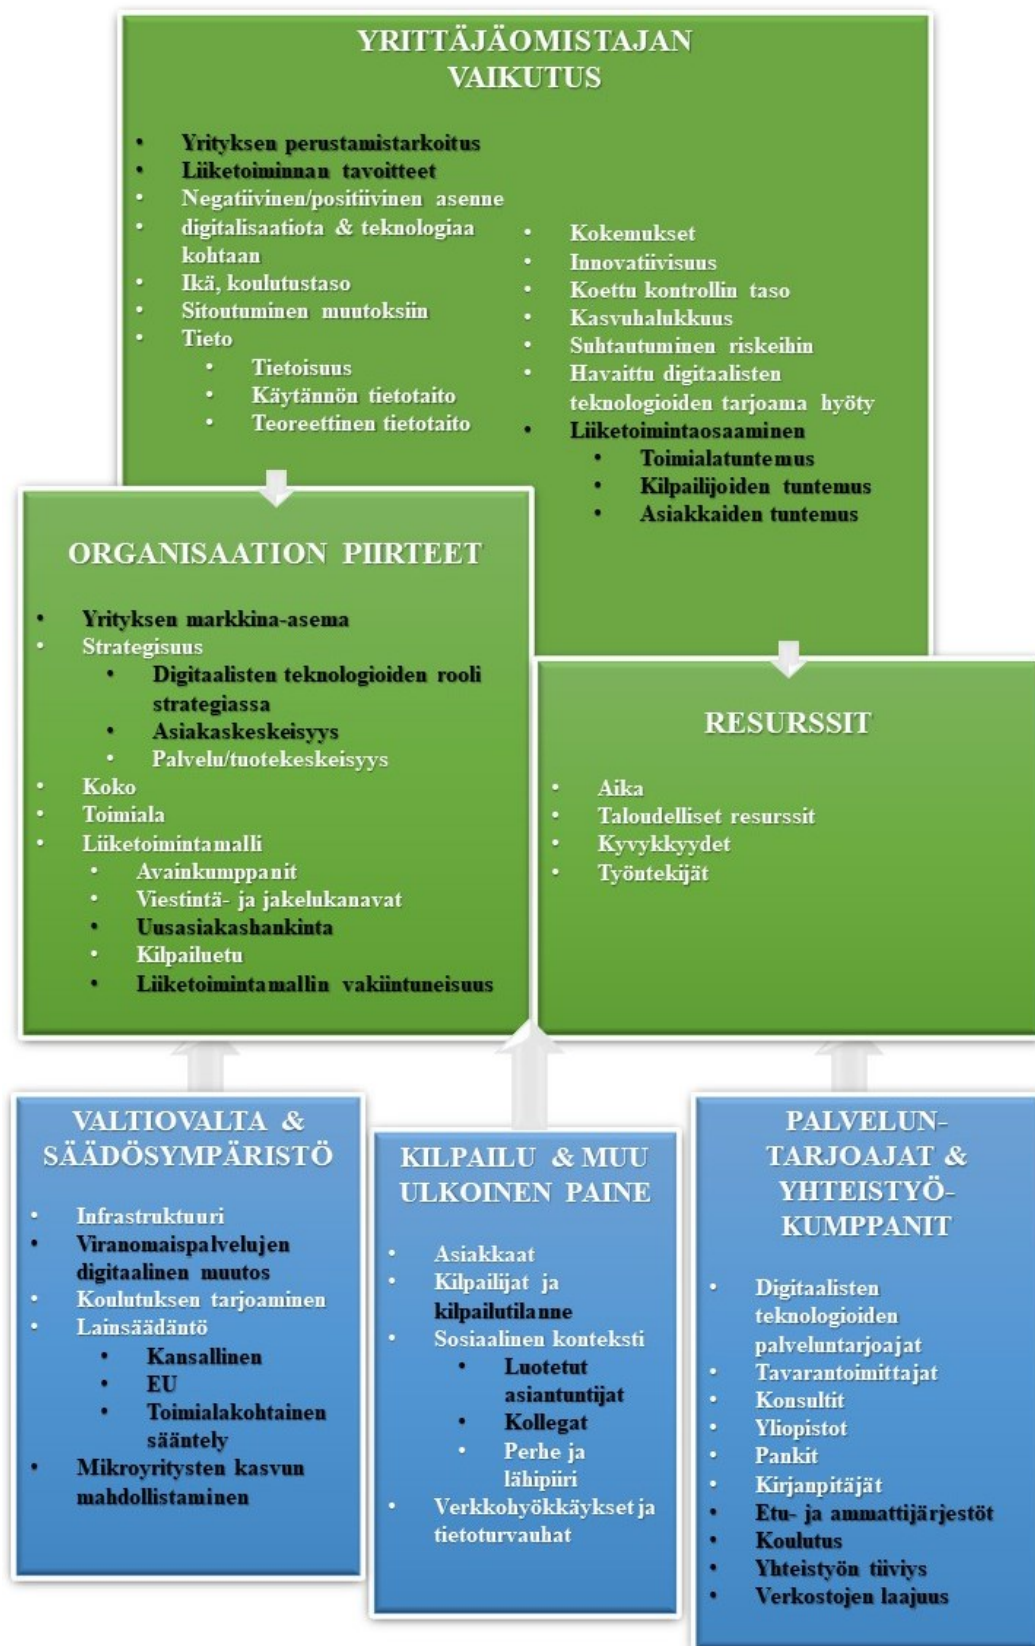 YRITTÄJÄOMISTAJAN
VAIKUTUS
• Yrityksen perustamistarkoitus
• Liiketoiminnan tavoitteet
• Negatiivinen/positiivinen asenne
• digitalisaatiota & teknologiaa
kohtaan
• Ikä, koulutustaso
• Sitoutuminen muutoksiin
• Tieto
• Tietoisuus
• Käytännön tietotaito
• Teoreettinen tietotaito
• Kokemukset
• Innovatiivisuus
• Koettu kontrollin taso
• Kasvuhalukkuus
• Suhtautuminen riskeihin
• Havaittu digitaalisten
teknologioiden tarjoama hyöty
• Liiketoimintaosaaminen
• Toimialatuntemus
• Kilpailijoiden tuntemus
• Asiakkaiden tuntemus
ORGANISAATION PIIRTEET
• Yrityksen markkina-asema
• Strategisuus
• Digitaalisten teknologioiden rooli
strategiassa
• Asiakaskeskeisyys
• Palvelu/tuotekeskeisyys
• Koko
• Toimiala
• Liiketoimintamalli
• Avainkumppanit
• Viestintä- ja jakelukanavat
• Uusasiakashankinta
• Kilpailuetu
• Liiketoimintamallin vakiintuneisuus
RESURSSIT
• Aika
• Taloudelliset resurssit
• Kyvykkyydet
• Työntekijät
VALTIOVALTA &
SÄÄDÖSYMPÄRISTÖ
• Infrastruktuuri
• Viranomaispalvelujen
digitaalinen muutos
• Koulutuksen tarjoaminen
• Lainsäädäntö
• Kansallinen
• EU
• Toimialakohtainen
sääntely
• Mikroyritysten kasvun
mahdollistaminen
KILPAILU & MUU
ULKOINEN PAINE
• Asiakkaat
• Kilpailijat ja
kilpailutilanne
• Sosiaalinen konteksti
• Luotetut
asiantuntijat
• Kollegat
• Perhe ja
lähipiiri
• Verkkohyökkäykset ja
tietoturvauhat
PALVELUN-
TARJOAJAT &
YHTEISTYÖ-
KUMPPANIT
• Digitaalisten
teknologioiden
palveluntarjoajat
• Tavarantoimittajat
• Konsultit
• Yliopistot
• Pankit
• Kirjanpitäjät
• Etu- ja ammattijärjestöt
• Koulutus
• Yhteistyön tiiviys
• Verkostojen laajuus